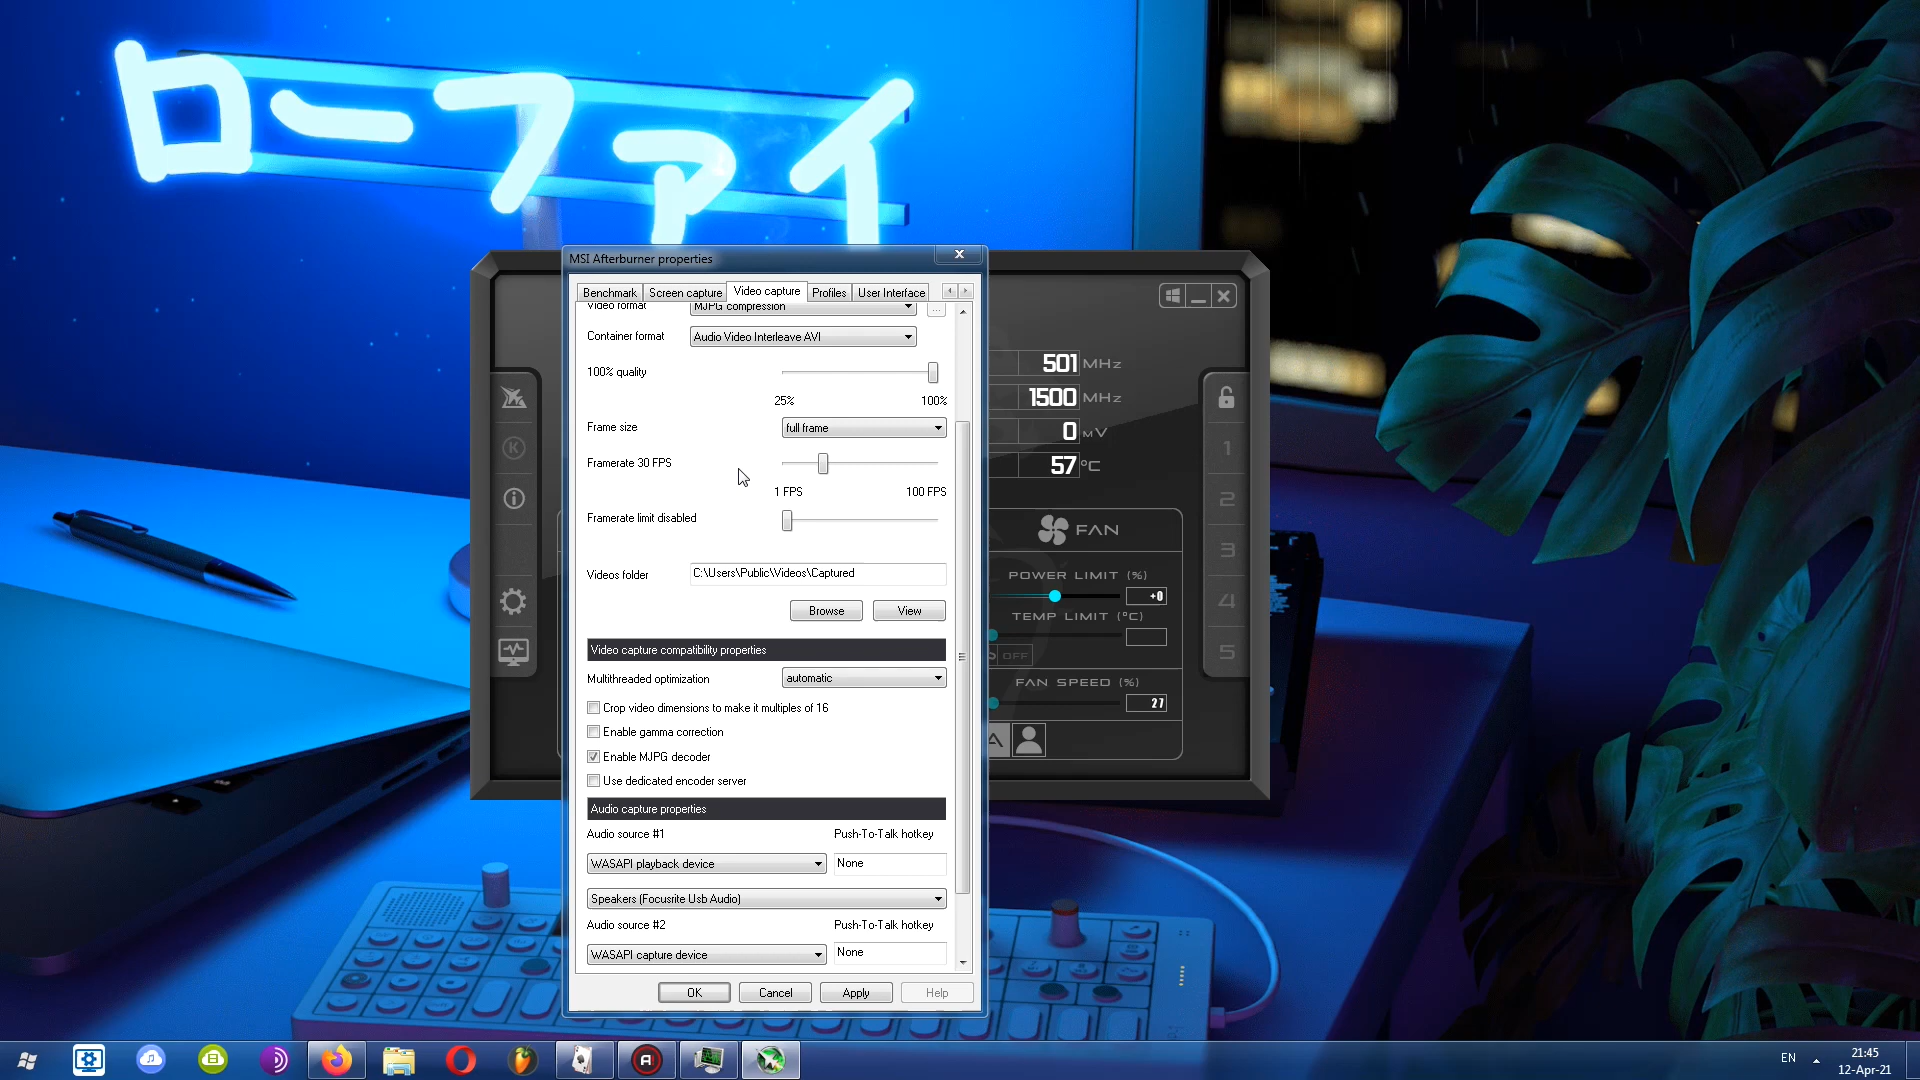 ローファイ
MSI Afterburner properties
Benchmark Screen capture Video capture Profiles User Interface
Video format MJPG compression ...
Container format Audio Video Interleave AVI
100% quality
25% 100%
Frame size full frame
Framerate 30 FPS
1 FPS 100 FPS
Framerate limit disabled
Videos folder C:\Users\Public\Videos\Captured
Browse View
Video capture compatibility properties
Multithreaded optimization automatic
Crop video dimensions to make it multiples of 16
Enable gamma correction
Enable MJPG decoder
Use dedicated encoder server
Audio capture properties
Audio source #1 Push-To-Talk hotkey
WASAPI playback device None
Speakers (Focusrite Usb Audio)
Audio source #2 Push-To-Talk hotkey
WASAPI capture device None
OK Cancel Apply Help
K
501 MHz
1500 MHz
0 mV
57 °C
FAN
POWER LIMIT (%)
+0
TEMP LIMIT (°C)
OFF
FAN SPEED (%)
27
A
1
2
3
4
5
EN
21:45
12-Apr-21